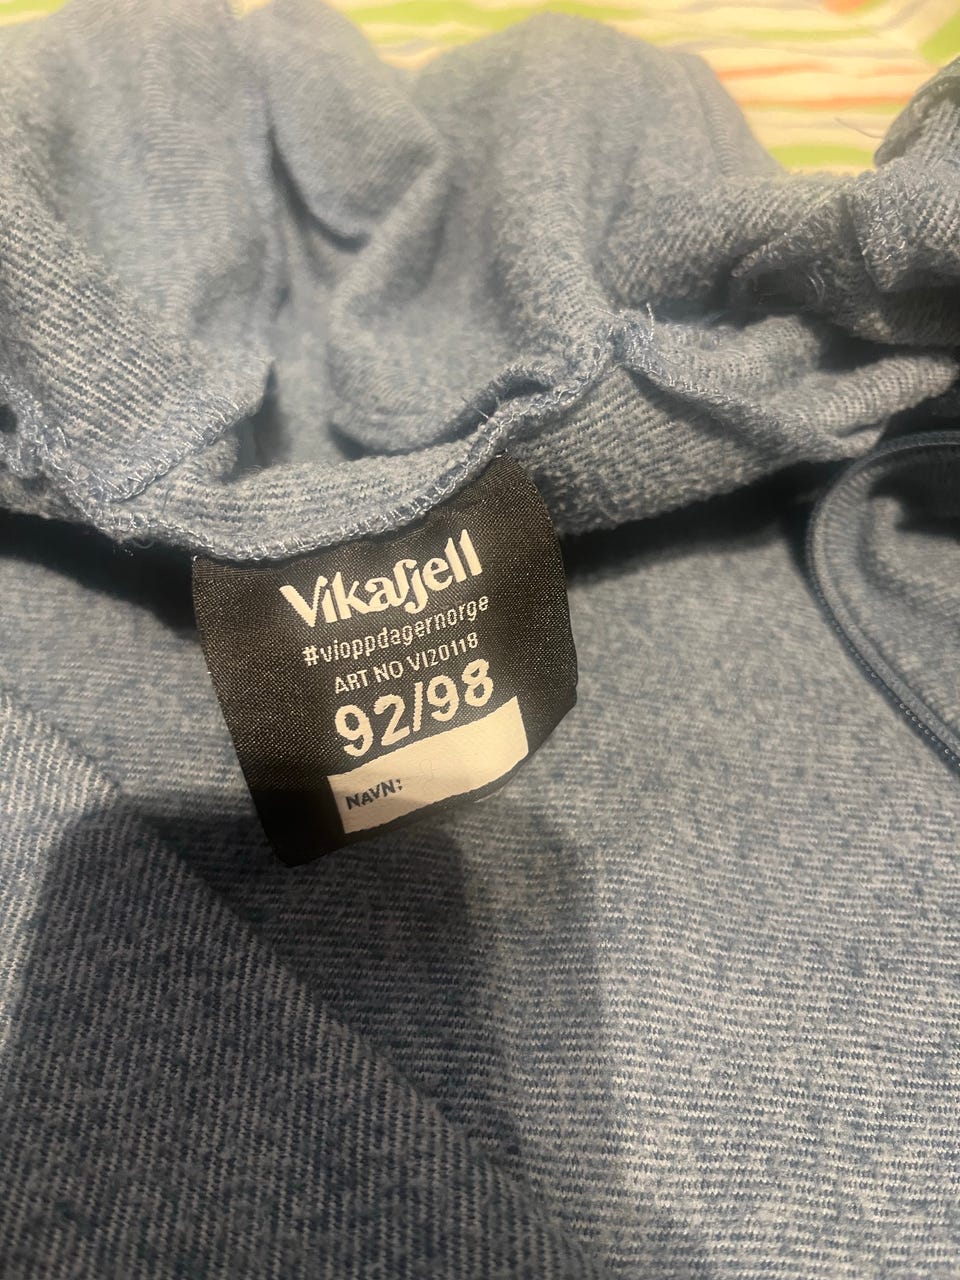 Vikafjell
#vioppdagernorge
ART NO VI20118
92/98
NAVN: